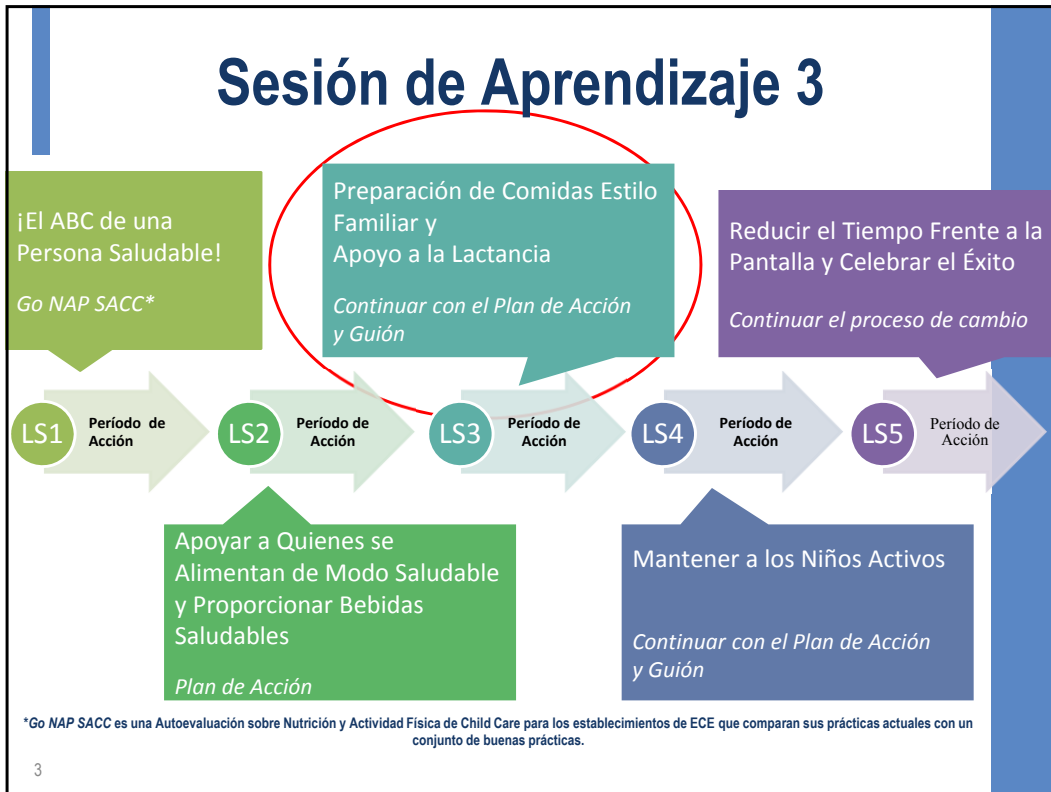 Sesión de Aprendizaje 3
¡El ABC de una
Persona Saludable!
Go NAP SACC*
Preparación de Comidas Estilo
Familiar y
Apoyo a la Lactancia
Continuar con el Plan de Acción
y Guión
Reducir el Tiempo Frente a la
Pantalla y Celebrar el Éxito
Continuar el proceso de cambio
LS1
Período de
Acción
LS2
Período de
Acción
LS3
Período de
Acción
LS4
Período de
Acción
LS5
Período de
Acción
Apoyar a Quienes se
Alimentan de Modo Saludable
y Proporcionar Bebidas
Saludables
Plan de Acción
Mantener a los Niños Activos
Continuar con el Plan de Acción
y Guión
*Go NAP SACC es una Autoevaluación sobre Nutrición y Actividad Física de Child Care para los establecimientos de ECE que comparan sus prácticas actuales con un
conjunto de buenas prácticas.
3